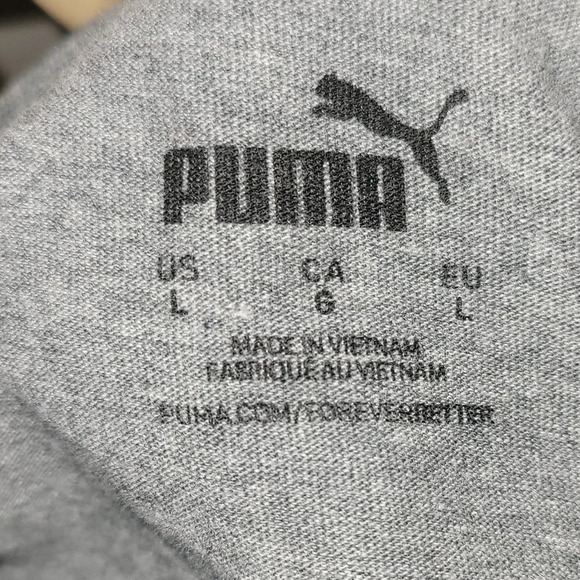 PUMA
US CA EU
L G L
MADE IN VIETNAM
FABRIQUÉ AU VIETNAM
PUMA.COM/FOREVERBETTER